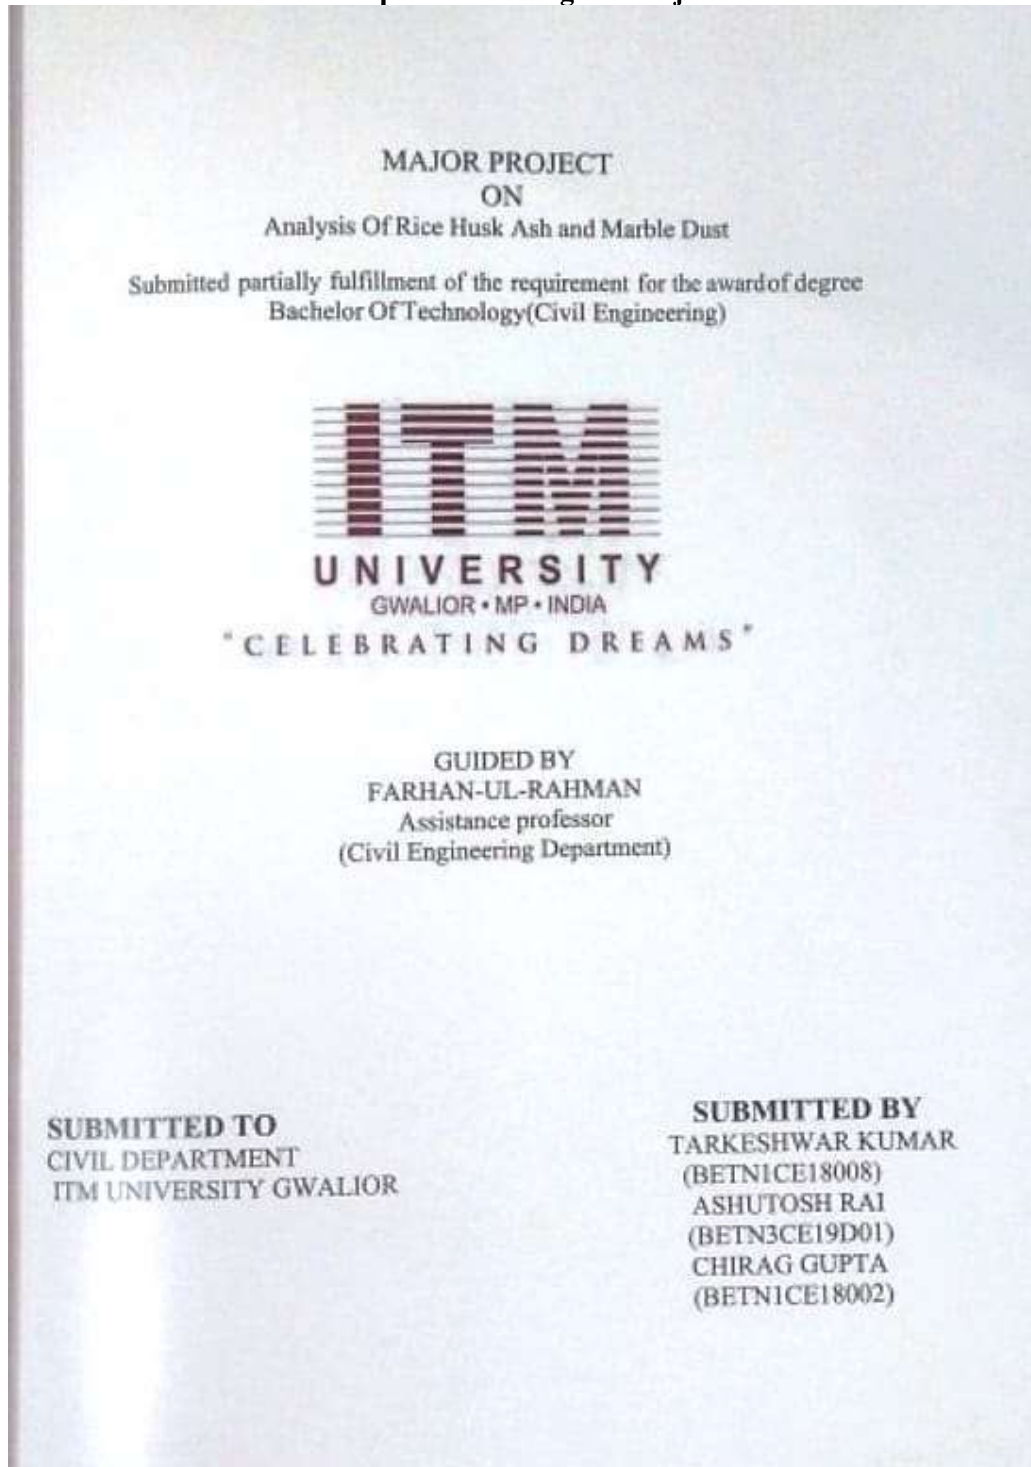 MAJOR PROJECT
ON
Analysis Of Rice Husk Ash and Marble Dust
Submitted partially fulfillment of the requirement for the award of degree
Bachelor Of Technology(Civil Engineering)
ITM
UNIVERSITY
GWALIOR • MP • INDIA
"CELEBRATING DREAMS"
GUIDED BY
FARHAN-UL-RAHMAN
Assistance professor
(Civil Engineering Department)
SUBMITTED TO
CIVIL DEPARTMENT
ITM UNIVERSITY GWALIOR
SUBMITTED BY
TARKESHWAR KUMAR
(BETN1CE18008)
ASHUTOSH RAI
(BETN3CE19D01)
CHIRAG GUPTA
(BETN1CE18002)